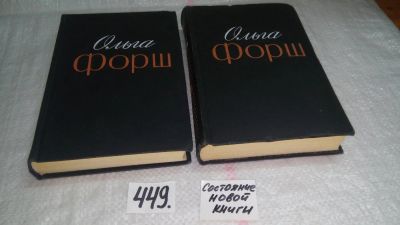 Ольга
Форш
Ольга
Форш
449.
Состояние
новой
книги